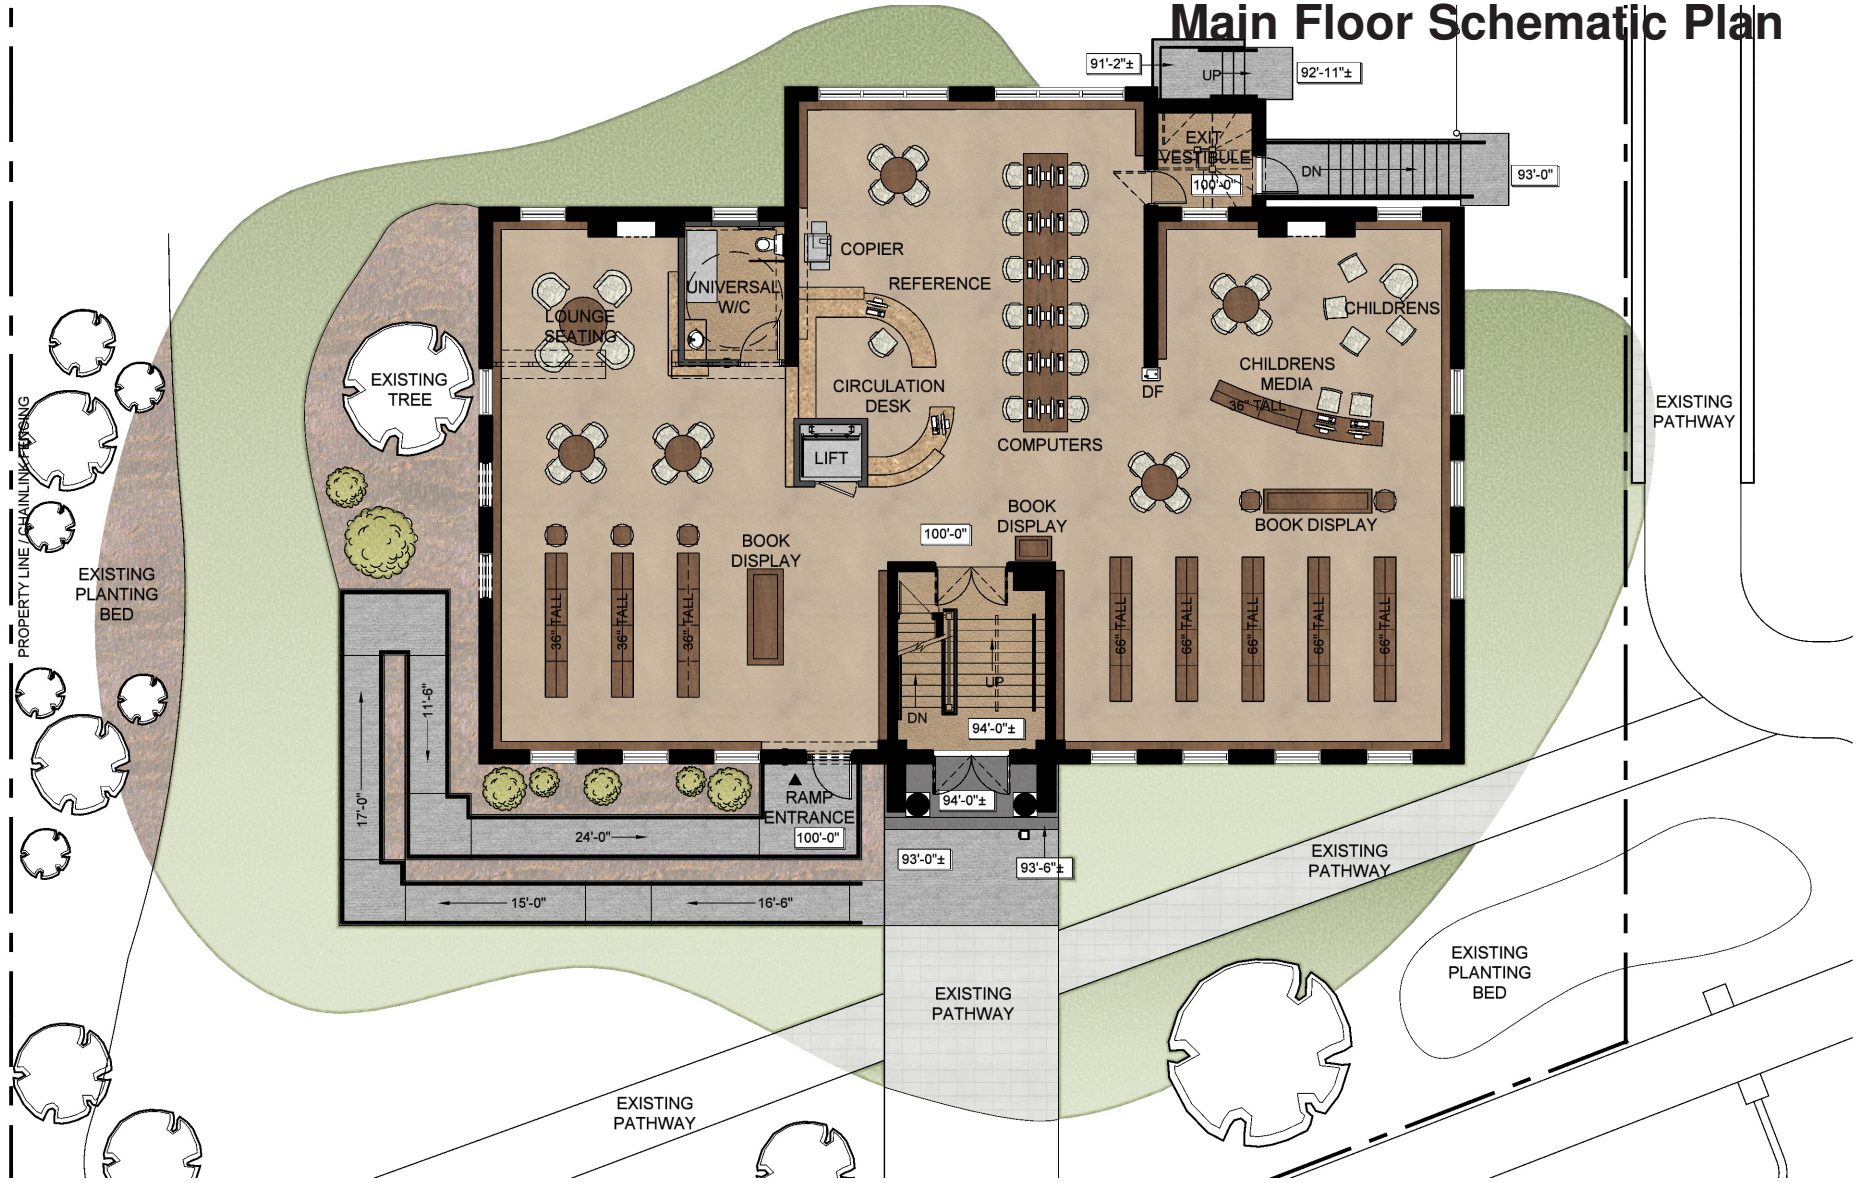 Main Floor Schematic Plan
91'-2"±
UP
92'-11"±
EXIT
VESTIBULE
100'-0"
DN
93'-0"
COPIER
REFERENCE
UNIVERSAL
W/C
LOUNGE
SEATING
CHILDRENS
CHILDRENS
MEDIA
36" TALL
DF
CIRCULATION
DESK
COMPUTERS
LIFT
EXISTING
TREE
EXISTING
PATHWAY
PROPERTY LINE / CHAINLINK FENCING
EXISTING
PLANTING
BED
BOOK
DISPLAY
100'-0"
BOOK
DISPLAY
BOOK DISPLAY
36" TALL
36" TALL
36" TALL
66" TALL
66" TALL
66" TALL
66" TALL
66" TALL
UP
DN
94'-0"±
94'-0"±
11'-6"
17'-0"
RAMP
ENTRANCE
100'-0"
24'-0"
93'-0"±
93'-6"±
15'-0"
16'-6"
EXISTING
PATHWAY
EXISTING
PLANTING
BED
EXISTING
PATHWAY
EXISTING
PATHWAY